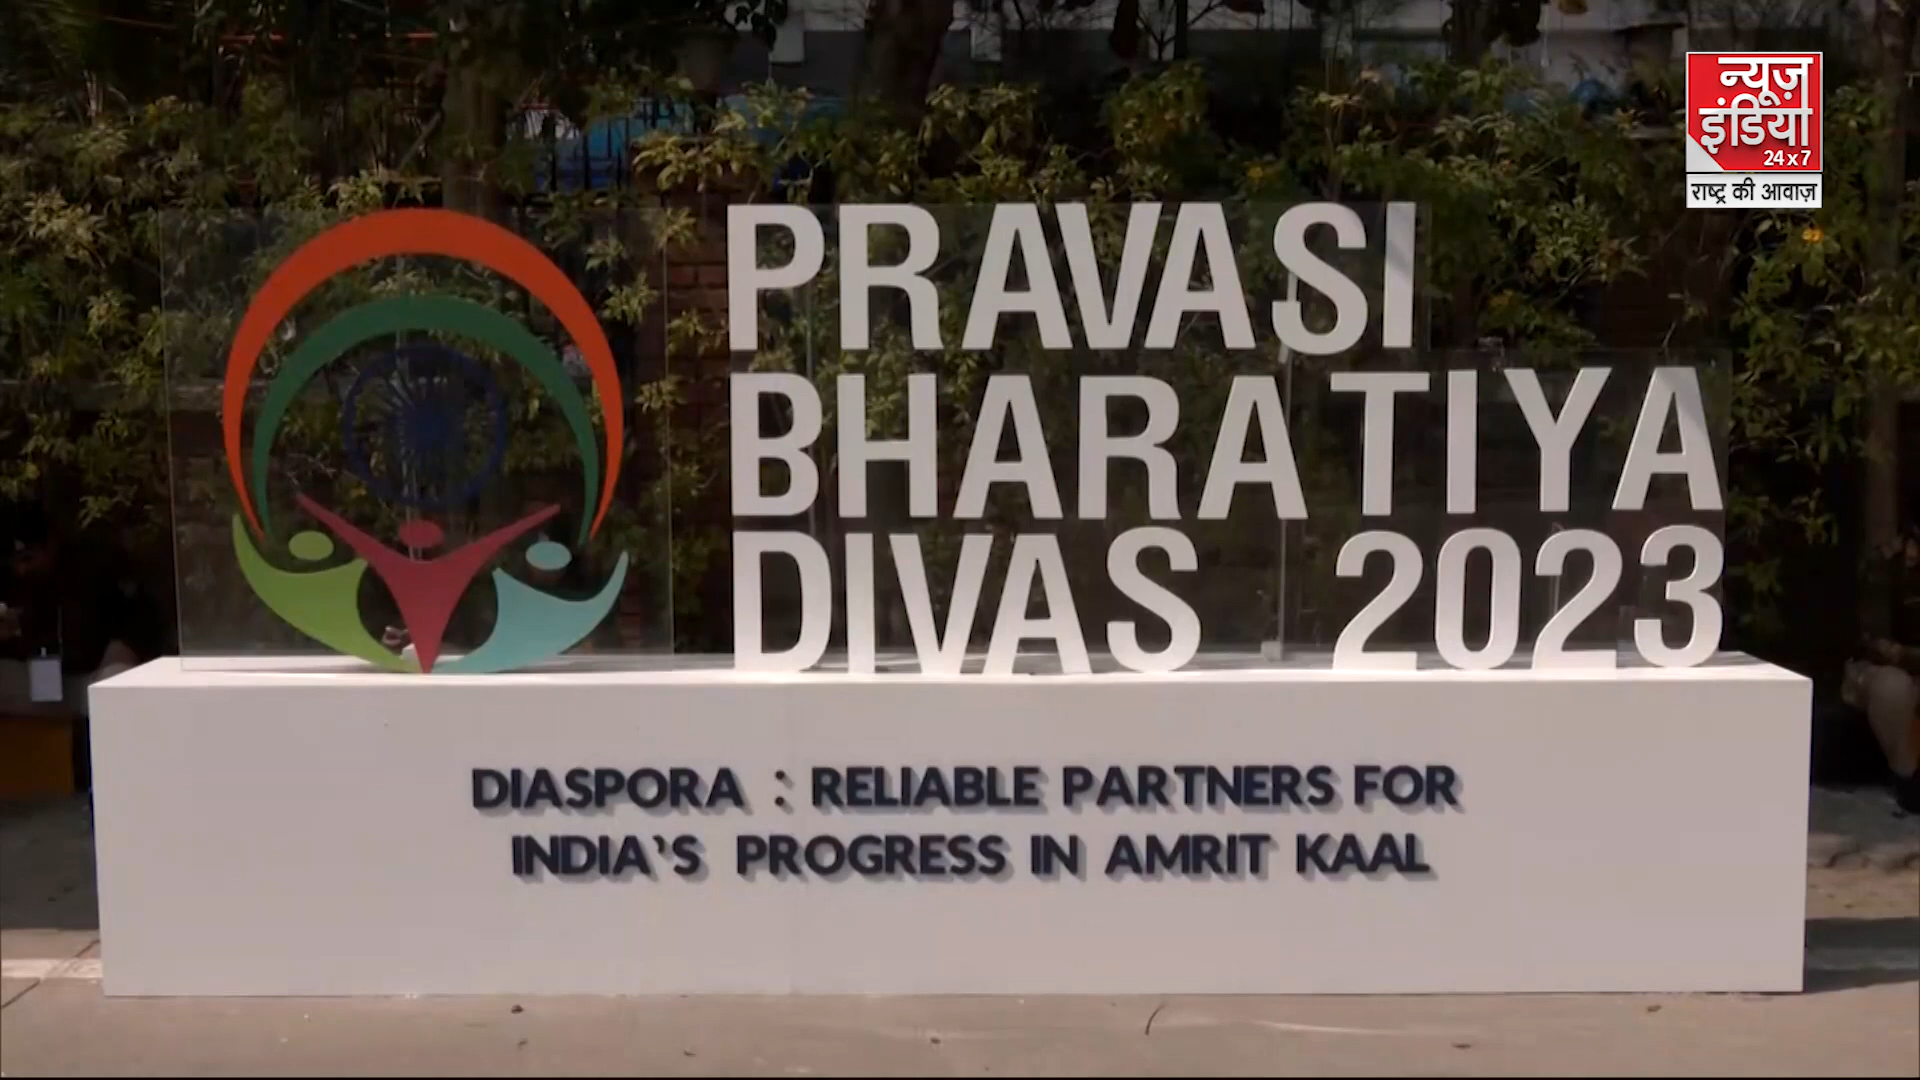 न्यूज़
इंडिया
24x7
राष्ट्र की आवाज़
PRAVASI
BHARATIYA
DIVAS 2023
DIASPORA : RELIABLE PARTNERS FOR
INDIA'S PROGRESS IN AMRIT KAAL